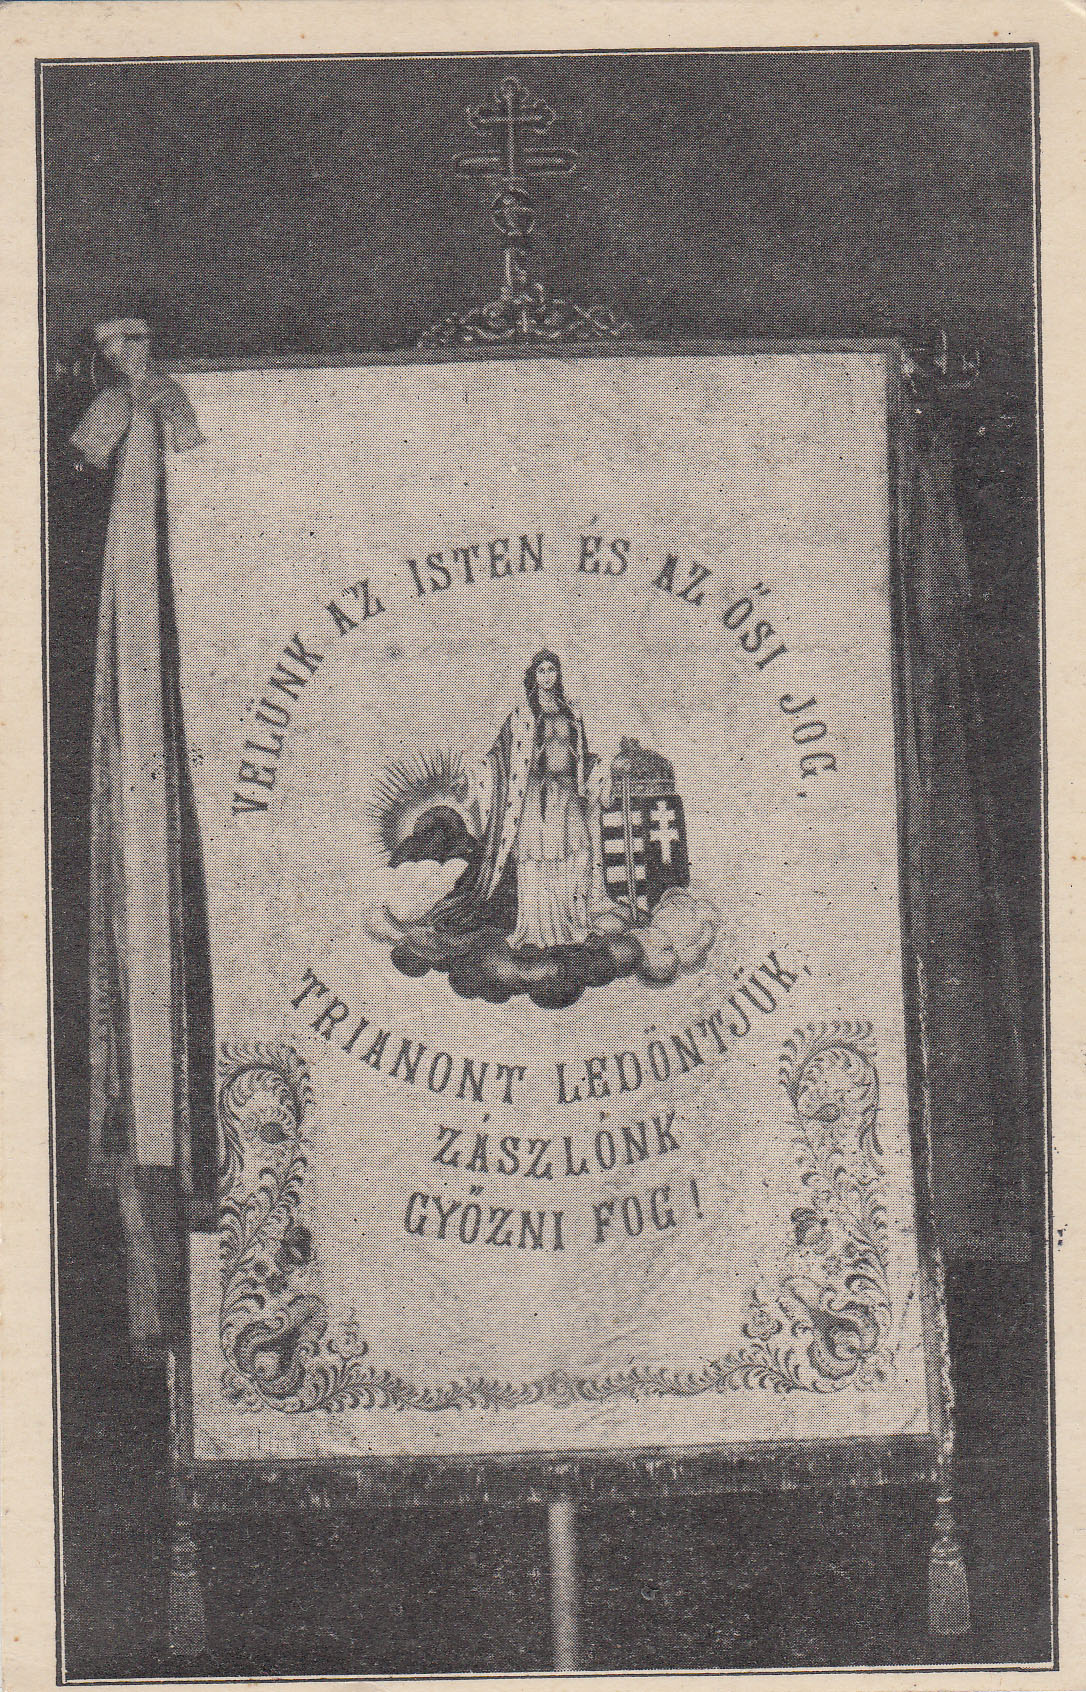 VELÜNK AZ ISTEN ÉS AZ ŐSI JOG,
TRIANONT LEDÖNTJÜK,
ZÁSZLÓNK
GYŐZNI FOG!